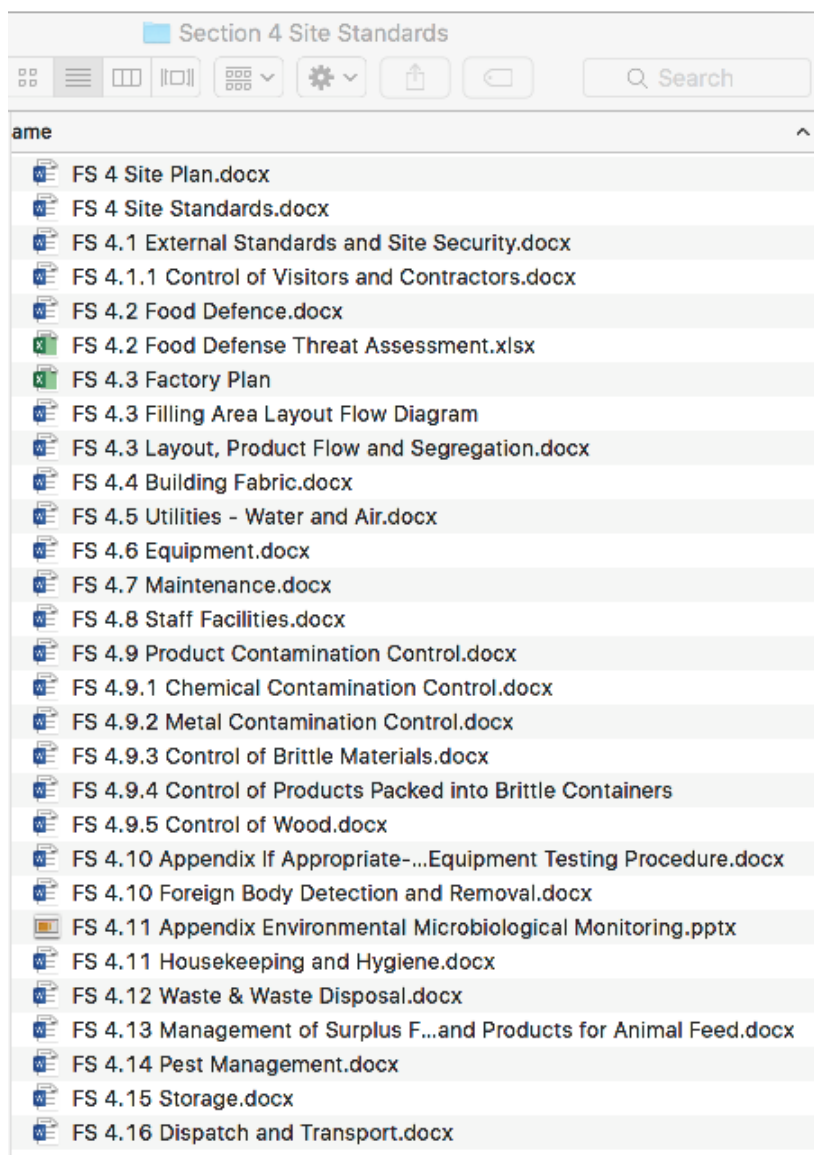 Section 4 Site Standards
Search
ame
FS 4 Site Plan.docx
FS 4 Site Standards.docx
FS 4.1 External Standards and Site Security.docx
FS 4.1.1 Control of Visitors and Contractors.docx
FS 4.2 Food Defence.docx
FS 4.2 Food Defense Threat Assessment.xlsx
FS 4.3 Factory Plan
FS 4.3 Filling Area Layout Flow Diagram
FS 4.3 Layout, Product Flow and Segregation.docx
FS 4.4 Building Fabric.docx
FS 4.5 Utilities - Water and Air.docx
FS 4.6 Equipment.docx
FS 4.7 Maintenance.docx
FS 4.8 Staff Facilities.docx
FS 4.9 Product Contamination Control.docx
FS 4.9.1 Chemical Contamination Control.docx
FS 4.9.2 Metal Contamination Control.docx
FS 4.9.3 Control of Brittle Materials.docx
FS 4.9.4 Control of Products Packed into Brittle Containers
FS 4.9.5 Control of Wood.docx
FS 4.10 Appendix If Appropriate-...Equipment Testing Procedure.docx
FS 4.10 Foreign Body Detection and Removal.docx
FS 4.11 Appendix Environmental Microbiological Monitoring.pptx
FS 4.11 Housekeeping and Hygiene.docx
FS 4.12 Waste & Waste Disposal.docx
FS 4.13 Management of Surplus F...and Products for Animal Feed.docx
FS 4.14 Pest Management.docx
FS 4.15 Storage.docx
FS 4.16 Dispatch and Transport.docx